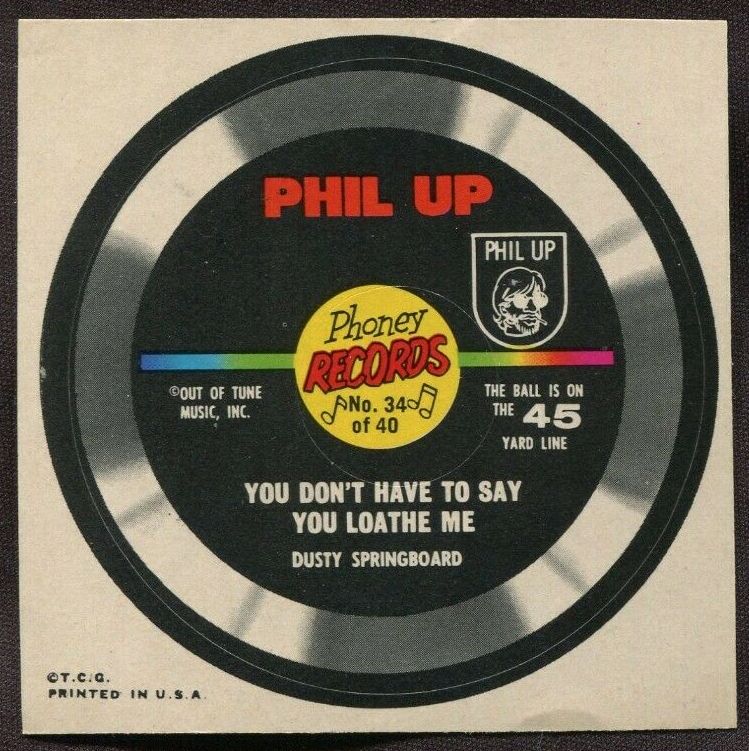 PHIL UP
PHIL UP
Phoney
RECORDS
No. 34
of 40
©OUT OF TUNE
MUSIC, INC.
THE BALL IS ON
THE 45
YARD LINE
YOU DON'T HAVE TO SAY
YOU LOATHE ME
DUSTY SPRINGBOARD
©T.C.G.
PRINTED IN U.S.A.